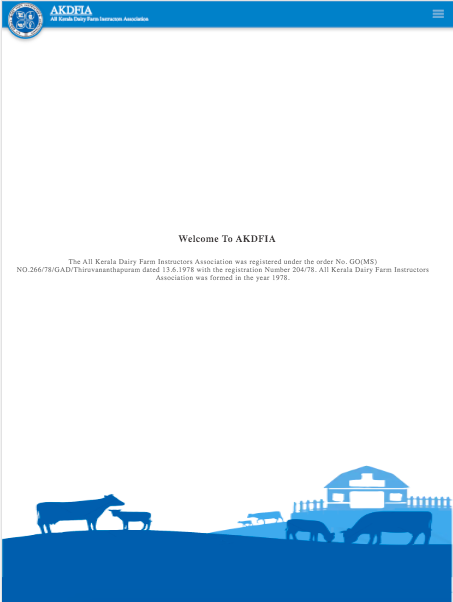 AKDFIA
All Kerala Dairy Farm Instructors Association
Welcome To AKDFIA
The All Kerala Dairy Farm Instructors Association was registered under the order No. GO(MS)
NO.266/78/GAD/Thiruvananthapuram dated 13.6.1978 with the registration Number 204/78. All Kerala Dairy Farm Instructors
Association was formed in the year 1978.